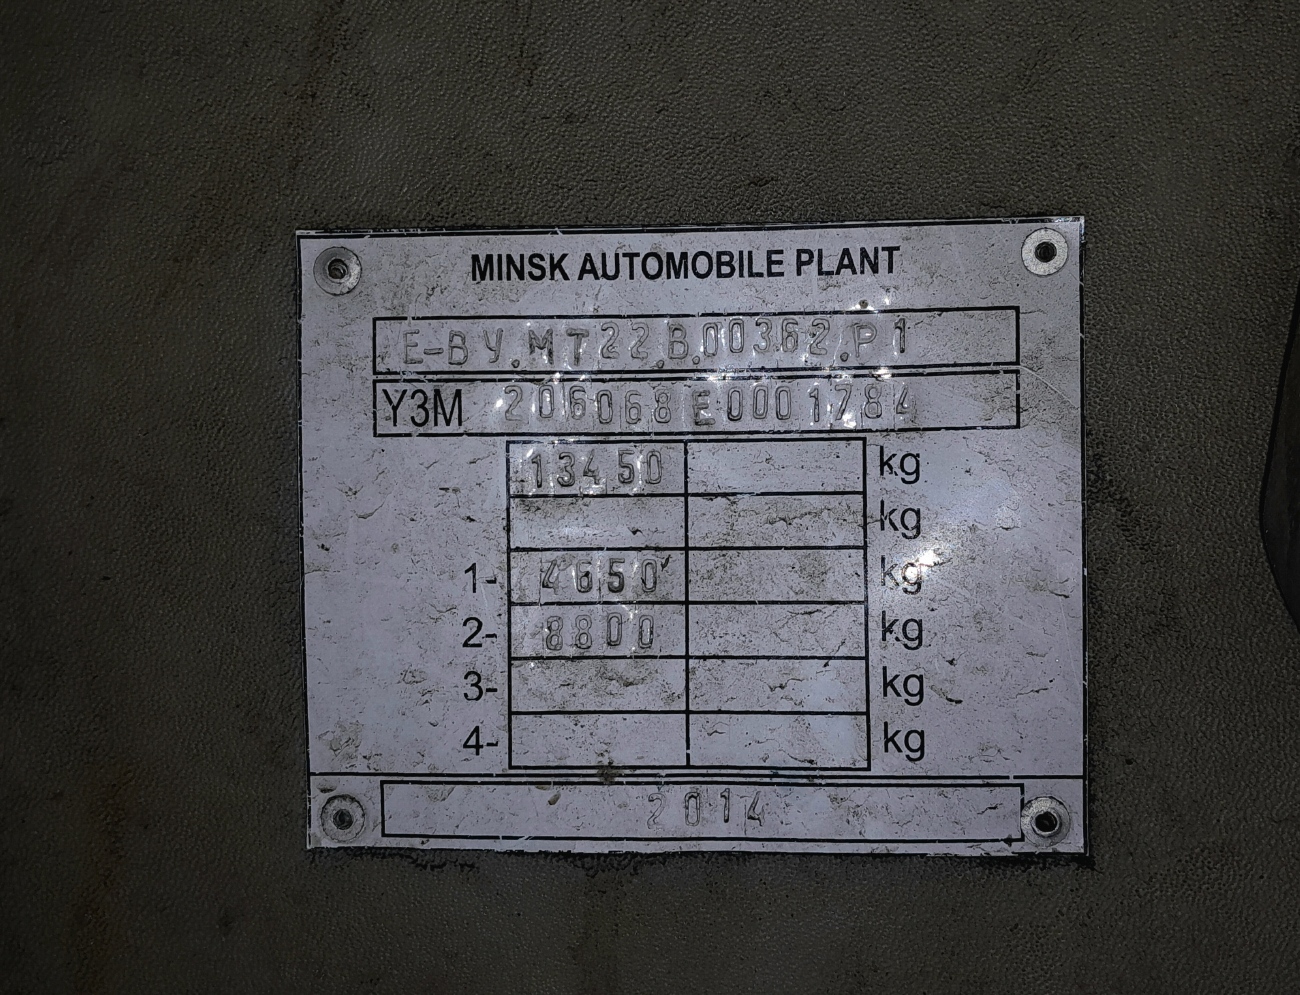 MINSK AUTOMOBILE PLANT
E-BY.MT22.B.00362.P1
Y3M 206068E0001784
13450 kg
kg
1- 4650 kg
2- 8800 kg
3- kg
4- kg
2014